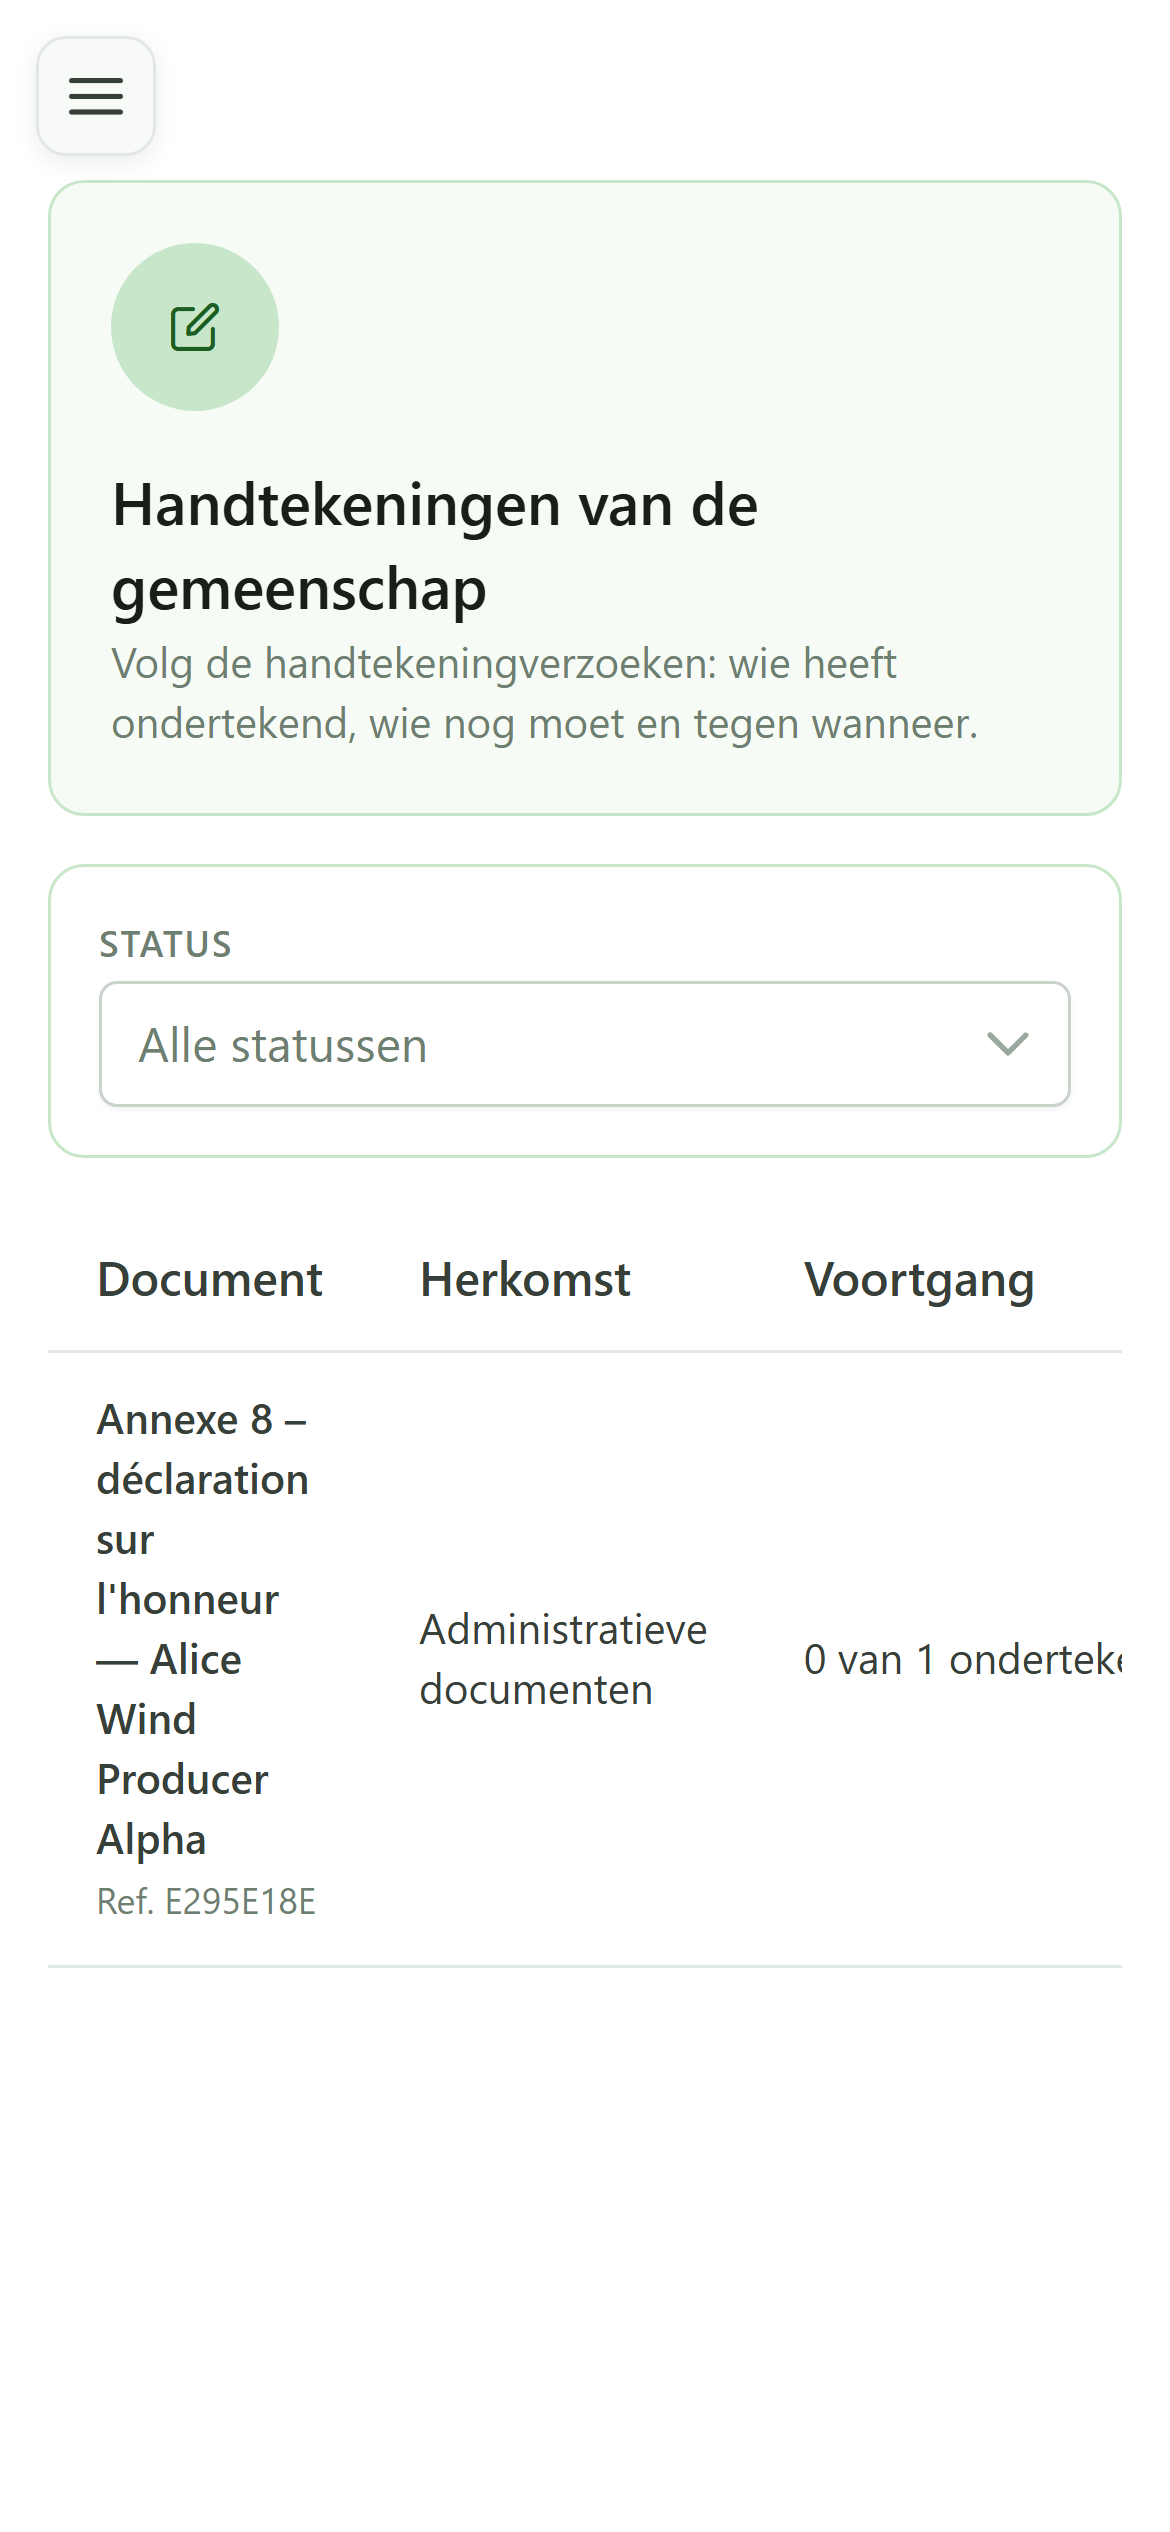 Handtekeningen van de
gemeenschap
Volg de handtekeningverzoeken: wie heeft
ondertekend, wie nog moet en tegen wanneer.
STATUS
Alle statussen
Document Herkomst Voortgang
Annexe 8 –
déclaration
sur
l'honneur
— Alice
Wind
Producer
Alpha
Ref. E295E18E
Administratieve
documenten
0 van 1